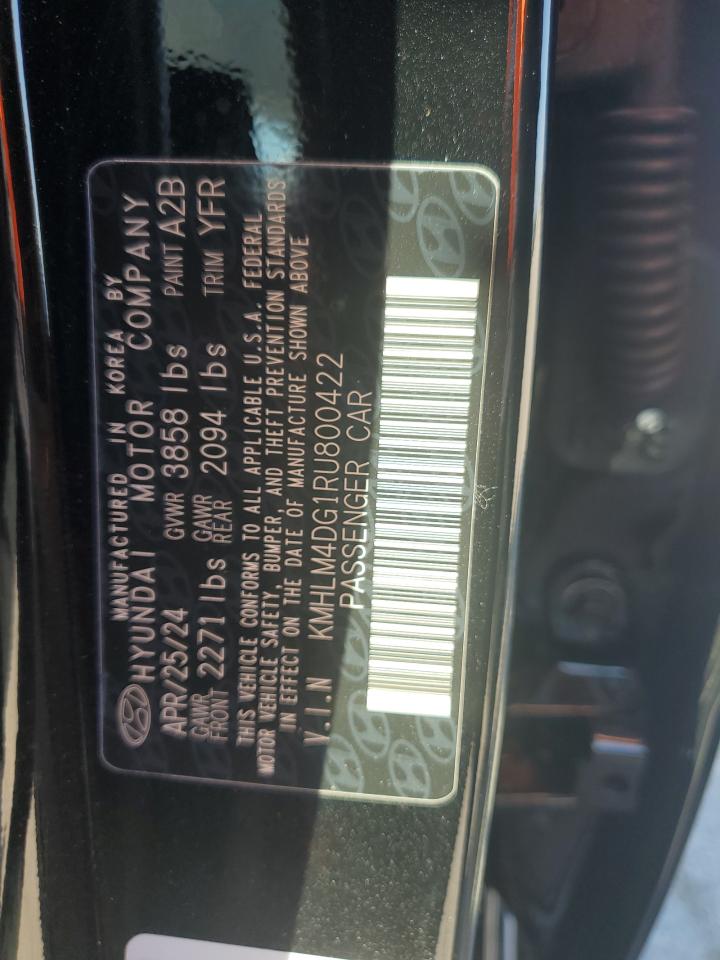 MANUFACTURED IN KOREA BY
HYUNDAI MOTOR COMPANY
APR/25/24 GVWR 3858 lbs PAINT A2B
GAWR FRONT 2271 lbs GAWR REAR 2094 lbs TRIM YFR
THIS VEHICLE CONFORMS TO ALL APPLICABLE U.S.A. FEDERAL
MOTOR VEHICLE SAFETY, BUMPER, AND THEFT PREVENTION STANDARDS
IN EFFECT ON THE DATE OF MANUFACTURE SHOWN ABOVE
V.I.N KMHLM4DG1RU800422
PASSENGER CAR